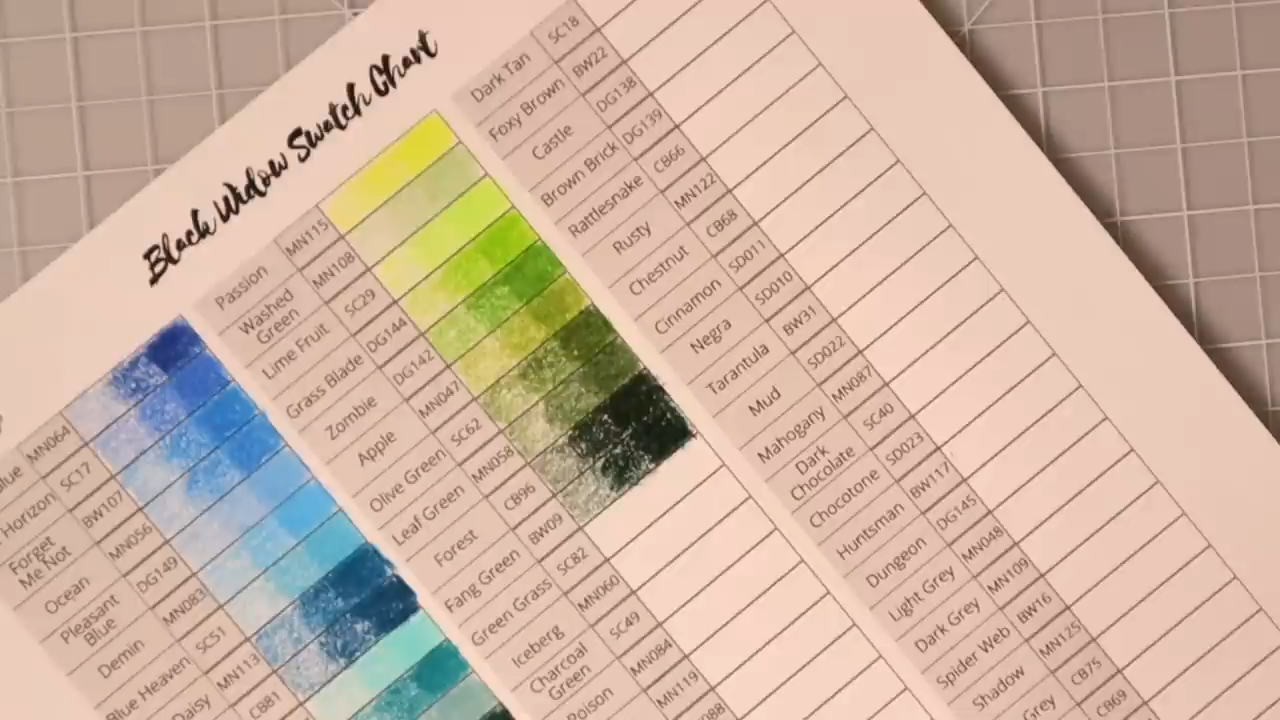 Black Widow Swatch Chart
MN064
Horizon SC17
Forget
Me Not
BW107
Ocean MN056
Pleasant
Blue
DG149
Demin MN083
Blue Heaven SC51
Daisy MN113
CB81
Passion MN115
Washed
Green
MN108
Lime Fruit SC29
Grass Blade DG144
Zombie DG142
Apple MN047
Olive Green SC62
Leaf Green MN058
Forest CB96
Fang Green BW09
Green Grass SC82
Iceberg MN060
Charcoal
Green
SC49
Poison MN084
MN119
Dark Tan SC18
Foxy Brown BW22
Castle DG138
Brown Brick DG139
Rattlesnake CB66
Rusty MN122
Chestnut CB68
Cinnamon SD011
Negra SD010
Tarantula BW31
Mud SD022
Mahogany MN087
Dark
Chocolate
SC40
Chocotone SD023
Huntsman BW117
Dungeon DG145
Light Grey MN048
Dark Grey MN109
Spider Web BW16
Shadow MN125
Grey CB75
CB69